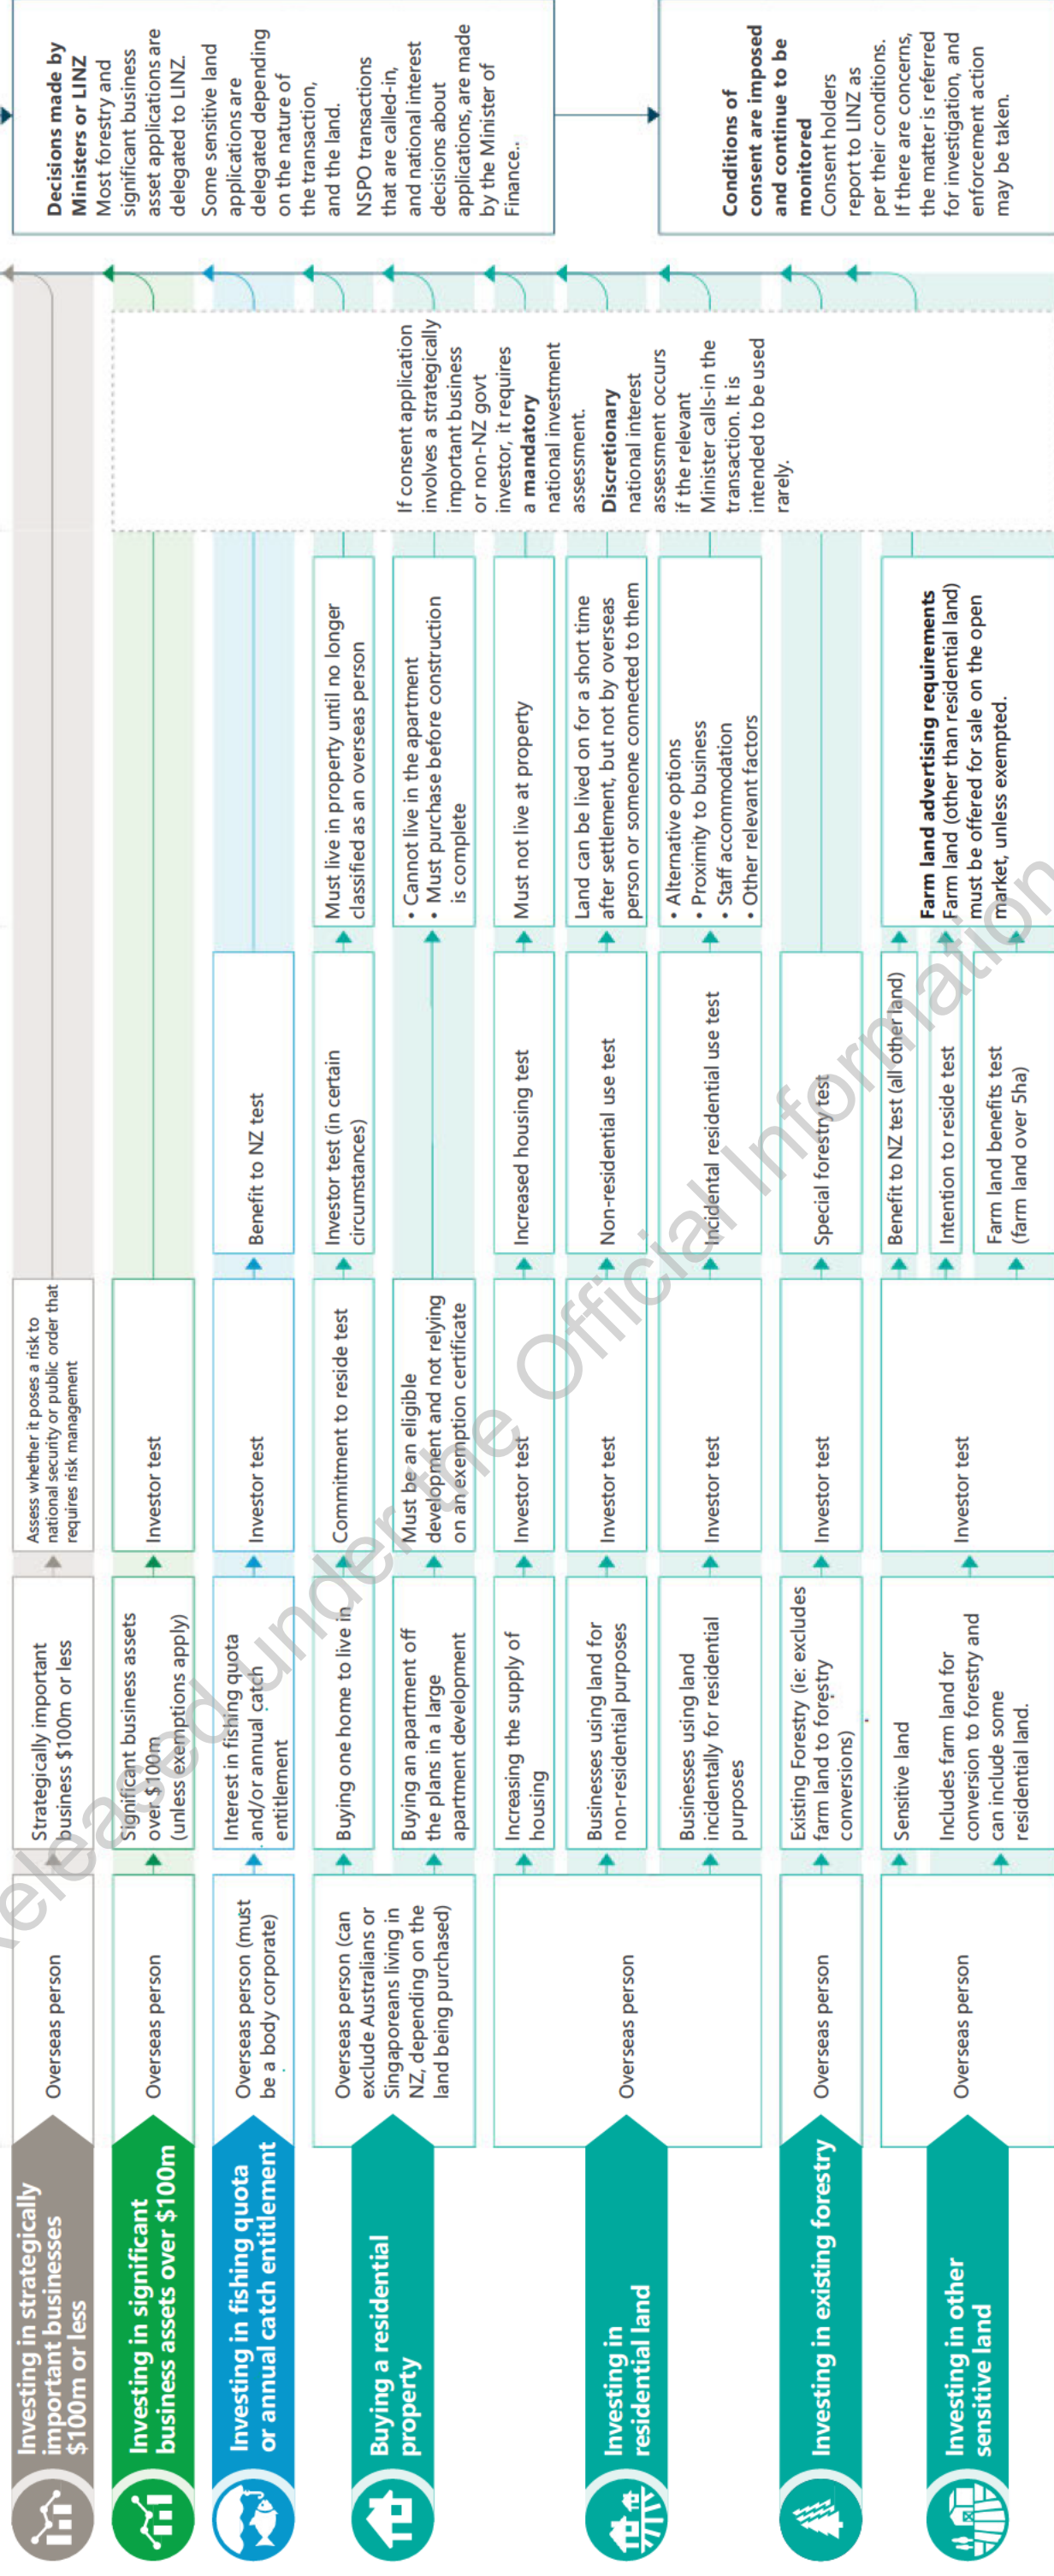 Investing in strategically
important businesses
$100m or less
Overseas person
Strategically important
business $100m or less
Assess whether it poses a risk to
national security or public order that
requires risk management
Investing in significant
business assets over $100m
Overseas person
Significant business assets
over $100m
(unless exemptions apply)
Investor test
Investing in fishing quota
or annual catch entitlement
Overseas person (must
be a body corporate)
Interest in fishing quota
and/or annual catch
entitlement
Investor test
Benefit to NZ test
Buying a residential
property
Overseas person (can
exclude Australians or
Singaporeans living in
NZ, depending on the
land being purchased)
Buying one home to live in
Commitment to reside test
Investor test (in certain
circumstances)
Must live in property until no longer
classified as an overseas person
Buying an apartment off
the plans in a large
apartment development
Must be an eligible
development and not relying
on an exemption certificate
• Cannot live in the apartment
• Must purchase before construction
is complete
Investing in
residential land
Overseas person
Increasing the supply of
housing
Investor test
Increased housing test
Must not live at property
Businesses using land for
non-residential purposes
Investor test
Non-residential use test
Land can be lived on for a short time
after settlement, but not by overseas
person or someone connected to them
Businesses using land
incidentally for residential
purposes
Investor test
Incidental residential use test
• Alternative options
• Proximity to business
• Staff accommodation
• Other relevant factors
Investing in existing forestry
Overseas person
Existing Forestry (ie: excludes
farm land to forestry
conversions)
Investor test
Special forestry test
Investing in other
sensitive land
Overseas person
Sensitive land
Includes farm land for
conversion to forestry and
can include some
residential land.
Investor test
Benefit to NZ test (all other land)
Intention to reside test
Farm land benefits test
(farm land over 5ha)
Farm land advertising requirements
Farm land (other than residential land)
must be offered for sale on the open
market, unless exempted.
If consent application
involves a strategically
important business
or non-NZ govt
investor, it requires
a mandatory
national investment
assessment.
Discretionary
national interest
assessment occurs
if the relevant
Minister calls-in the
transaction. It is
intended to be used
rarely.
Decisions made by
Ministers or LINZ
Most forestry and
significant business
asset applications are
delegated to LINZ.
Some sensitive land
applications are
delegated depending
on the nature of
the transaction,
and the land.
NSPO transactions
that are called-in,
and national interest
decisions about
applications, are made
by the Minister of
Finance..
Conditions of
consent are imposed
and continue to be
monitored
Consent holders
report to LINZ as
per their conditions.
If there are concerns,
the matter is referred
for investigation, and
enforcement action
may be taken.
Released under the Official Information